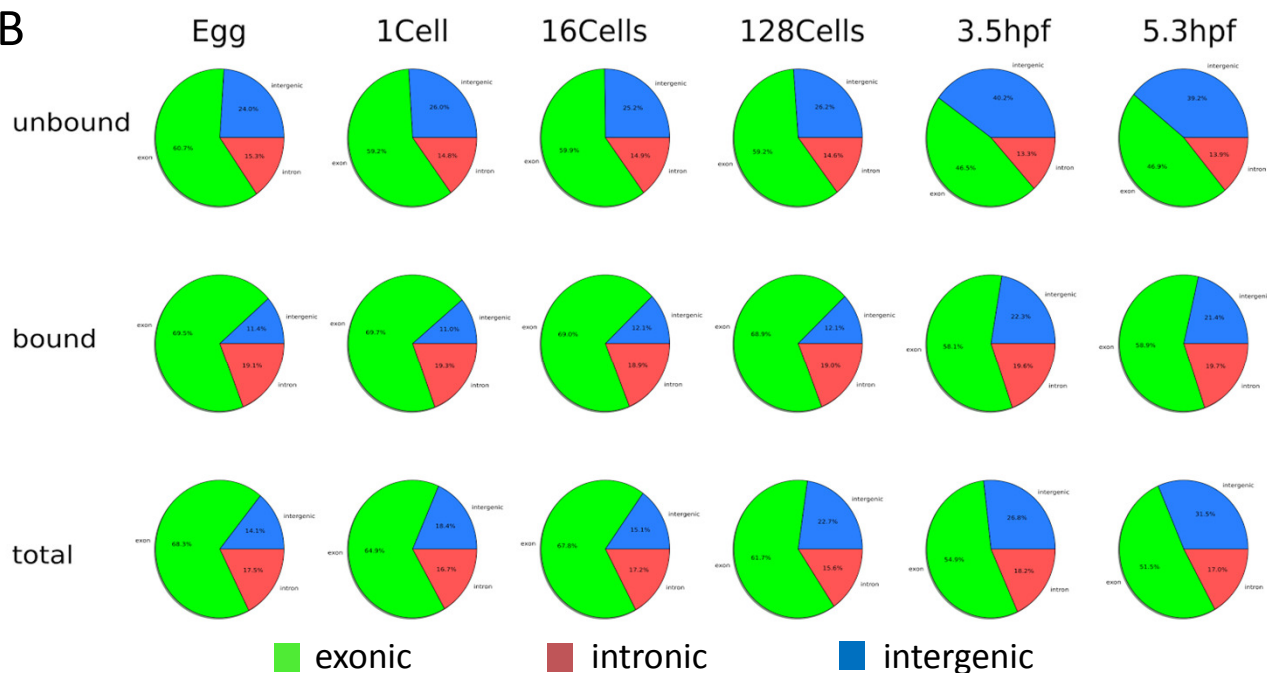 B
Egg 1Cell 16Cells 128Cells 3.5hpf 5.3hpf
unbound
intergenic 24.0% exon 60.7% 15.3% intron
intergenic 26.0% exon 59.2% 14.8% intron
intergenic 25.2% exon 59.9% 14.9% intron
intergenic 26.2% exon 59.2% 14.6% intron
intergenic 40.2% exon 46.5% 13.3% intron
intergenic 39.2% exon 46.9% 13.9% intron
bound
exon 69.5% intergenic 11.4% 19.1% intron
exon 69.7% intergenic 11.0% 19.3% intron
exon 69.0% intergenic 12.1% 18.9% intron
exon 68.9% intergenic 12.1% 19.0% intron
exon 58.1% intergenic 22.3% 19.6% intron
exon 58.9% intergeni 21.4% 19.7% intron
total
exon 68.3% intergenic 14.1% 17.5% intron
exon 64.9% intergenic 18.4% 16.7% intron
exon 67.8% intergenic 15.1% 17.2% intron
exon 61.7% intergenic 22.7% 15.6% intron
exon 54.9% intergenic 26.8% 18.2% intron
exon 51.5% intergenic 31.5% 17.0% intron
exonic intronic intergenic